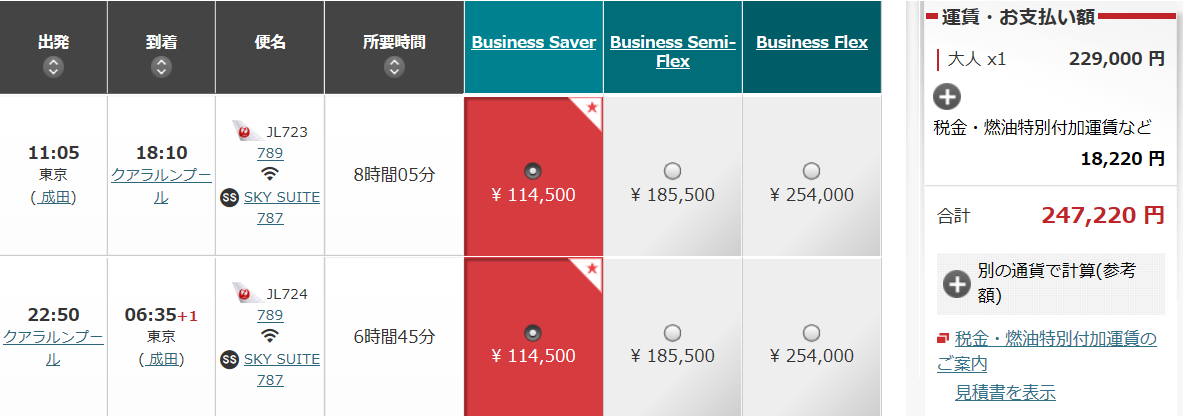 出発
到着
便名
所要時間
Business Saver
Business Semi-
Flex
Business Flex
11:05
東京
( 成田)
18:10
クアラルンプー
ル
JL723
789
SS SKY SUITE
787
8時間05分
¥ 114,500
¥ 185,500
¥ 254,000
22:50
クアラルンプー
ル
06:35+1
東京
( 成田)
JL724
789
SS SKY SUITE
787
6時間45分
¥ 114,500
¥ 185,500
¥ 254,000
運賃・お支払い額
大人 x1 229,000 円
税金・燃油特別付加運賃など
18,220 円
合計 247,220 円
別の通貨で計算(参考
額)
税金・燃油特別付加運賃の
ご案内
見積書を表示